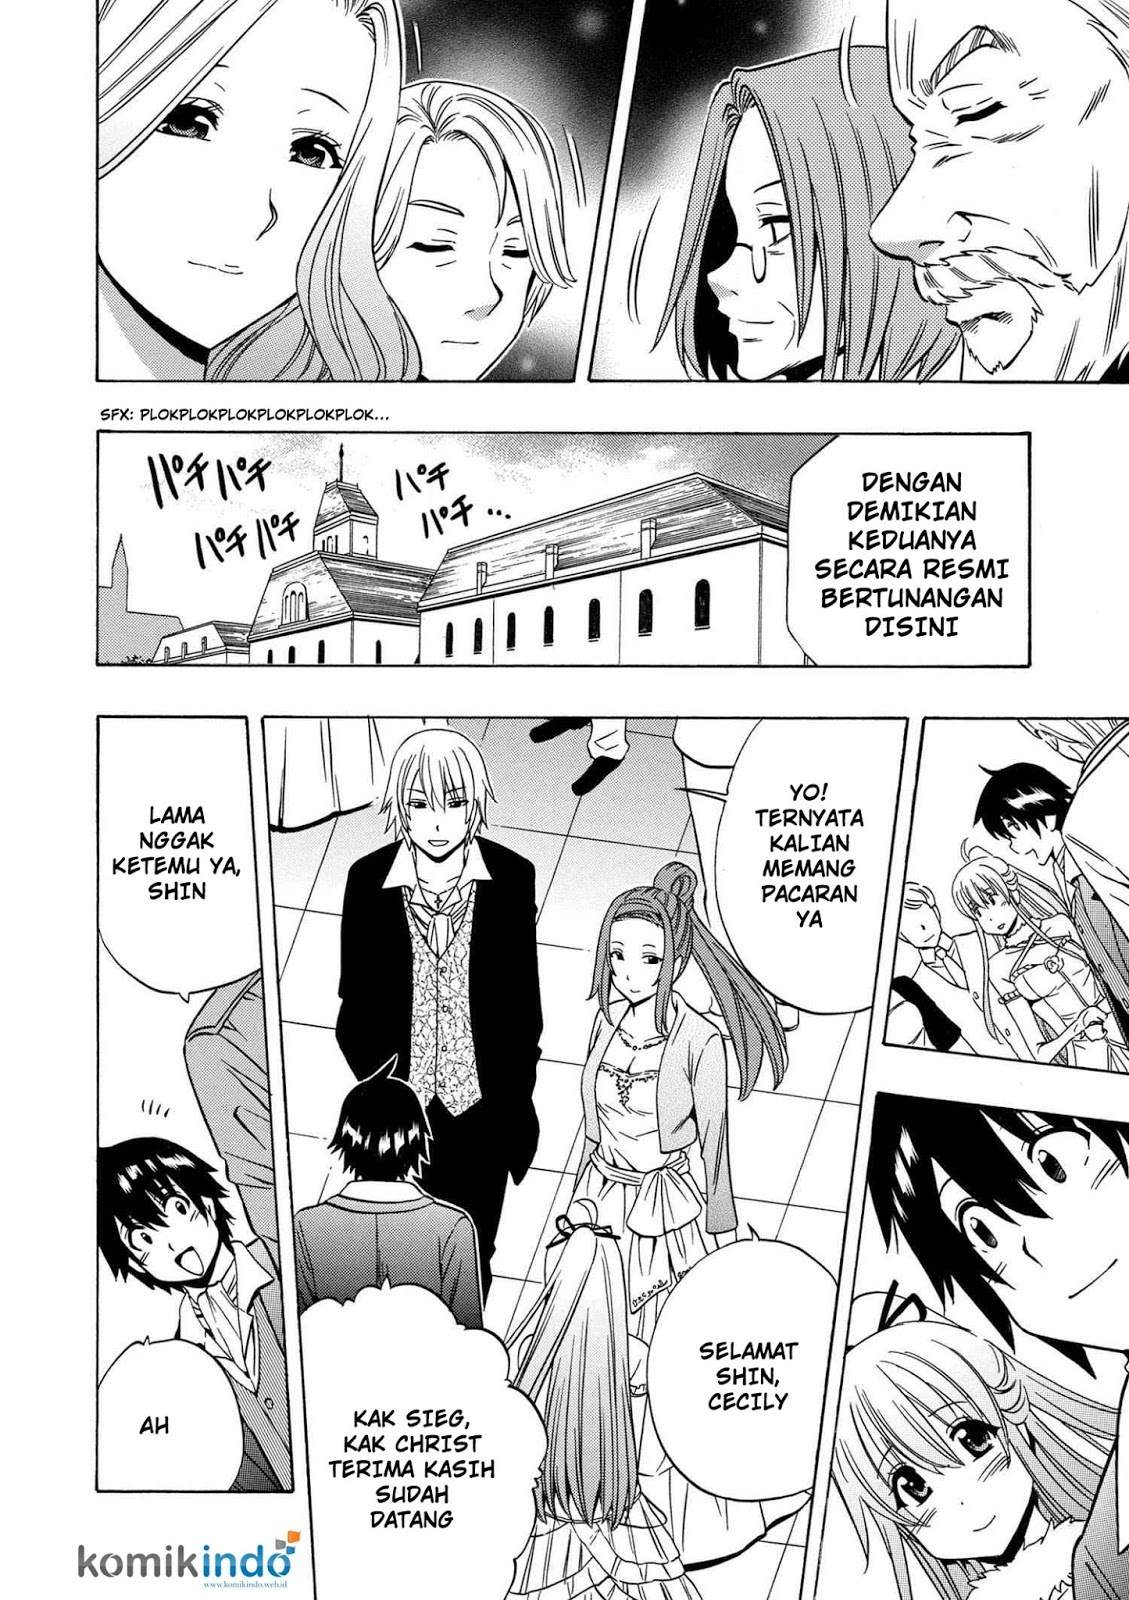 SFX: PLOKPLOKPLOKPLOKPLOKPLOK...
DENGAN
DEMIKIAN
KEDUANYA
SECARA RESMI
BERTUNANGAN
DISINI
パチ パチ
パチ
パチ パチ
パチ ...
YO!
TERNYATA
KALIAN
MEMANG
PACARAN
YA
SELAMAT
SHIN,
CECILY
LAMA
NGGAK
KETEMU YA,
SHIN
KAK SIEG,
KAK CHRIST
TERIMA KASIH
SUDAH
DATANG
AH
komikindo
www.komikindo.web.id